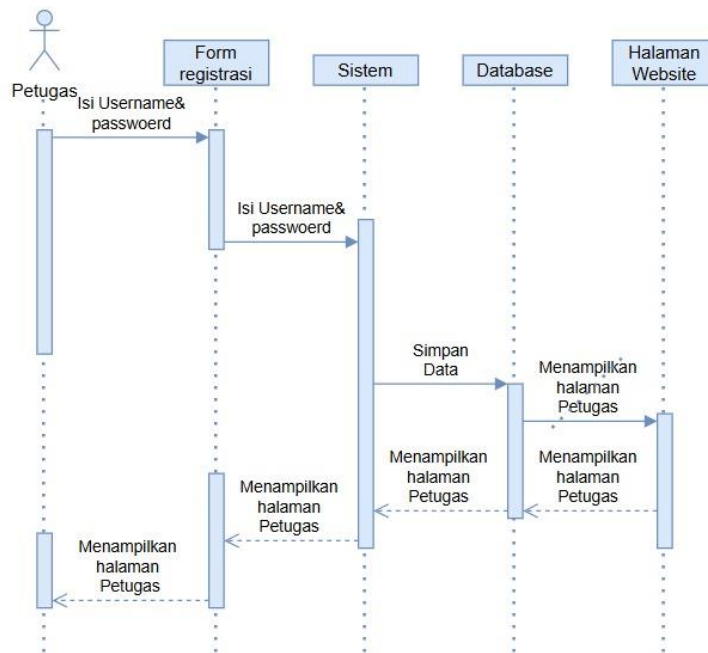 Petugas
Form
registrasi
Sistem
Database
Halaman
Website
Isi Username&
passwoerd
Isi Username&
passwoerd
Simpan
Data
Menampilkan
halaman
Petugas
Menampilkan
halaman
Petugas
Menampilkan
halaman
Petugas
Menampilkan
halaman
Petugas
Menampilkan
halaman
Petugas